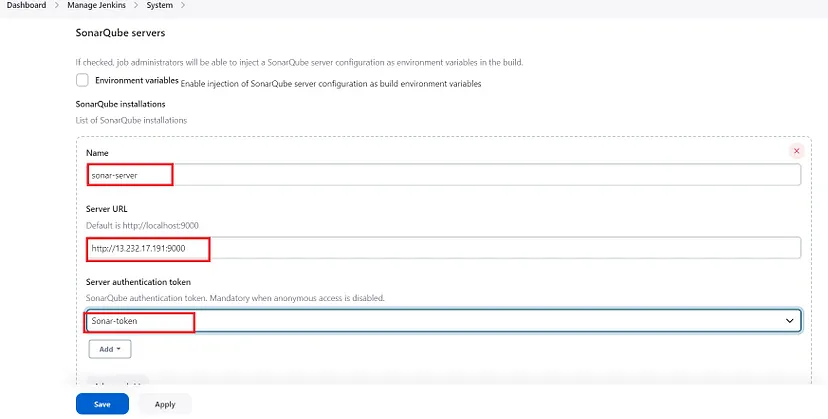 Dashboard > Manage Jenkins > System >
SonarQube servers
If checked, job administrators will be able to inject a SonarQube server configuration as environment variables in the build.
Environment variables Enable injection of SonarQube server configuration as build environment variables
SonarQube installations
List of SonarQube installations
Name
sonar-server
Server URL
Default is http://localhost:9000
http://13.232.17.191:9000
Server authentication token
SonarQube authentication token. Mandatory when anonymous access is disabled.
Sonar-token
Add
Save Apply